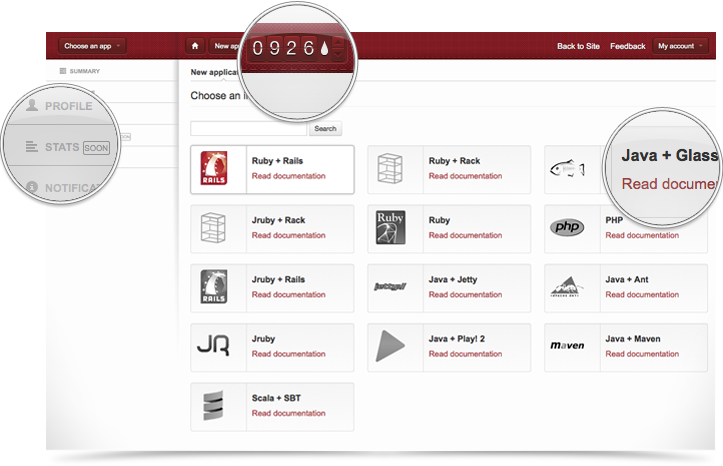 Choose an app
New app
0926
Back to Site
Feedback
My account
SUMMARY
PROFILE
STATS SOON
NOTIFICAT
New applicat
Choose an i
Search
Ruby + Rails
Read documentation
Ruby + Rack
Read documentation
Java + Glass
Read docume
Jruby + Rack
Read documentation
Ruby
Read documentation
PHP
Read documentation
Jruby + Rails
Read documentation
Java + Jetty
Read documentation
Java + Ant
Read documentation
Jruby
Read documentation
Java + Play! 2
Read documentation
Java + Maven
Read documentation
Scala + SBT
Read documentation
RAILS
Ruby
php
RAILS
jetty://
JR
maven